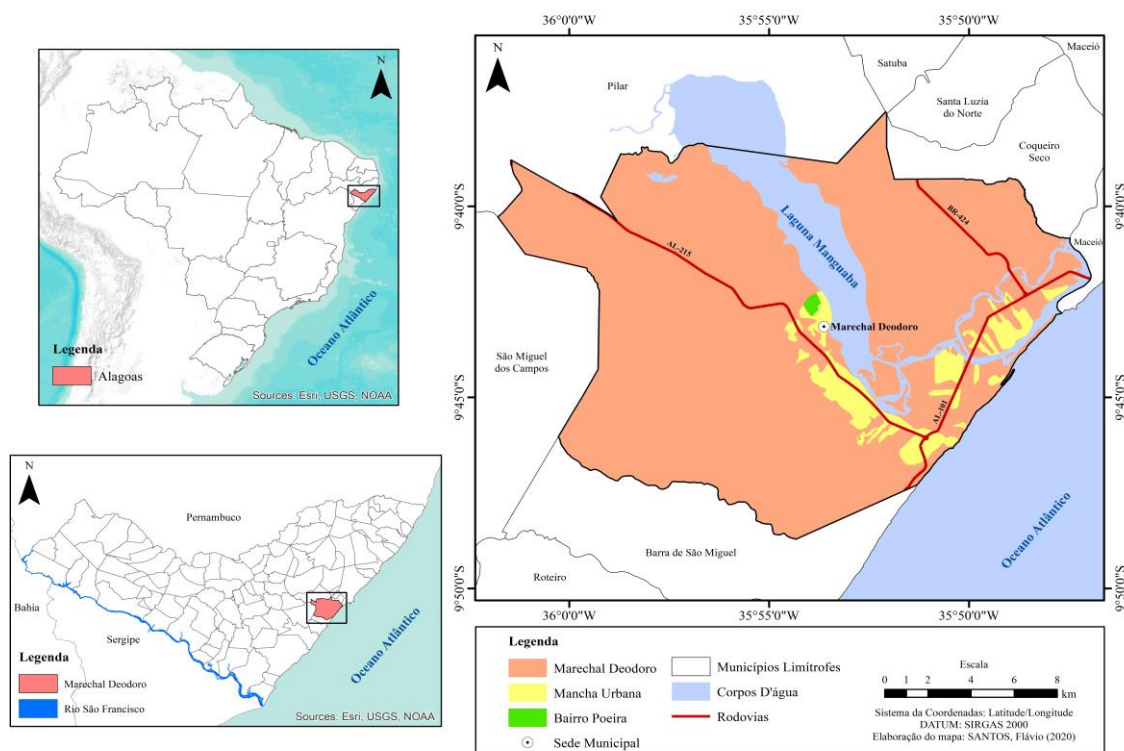 N
Oceano Atlântico
Legenda
Alagoas
Sources: Esri, USGS, NOAA
N
Pernambuco
Bahia
Sergipe
Oceano Atlântico
Legenda
Marechal Deodoro
Rio São Francisco
Sources: Esri, USGS, NOAA
36°00'0"W
35°55'0"W
35°50'0"W
N
Maceió
Satuba
Pilar
Santa Luzia
do Norte
Coqueiro
Seco
9°40'0"S
9°40'0"S
Laguna Manguaba
BR-424
AL-215
Maceió
Marechal Deodoro
São Miguel
dos Campos
9°45'0"S
9°45'0"S
AL-101
Oceano Atlântico
Barra de São Miguel
Roteiro
9°50'0"S
9°50'0"S
36°00'0"W
35°55'0"W
35°50'0"W
Legenda
Marechal Deodoro
Mancha Urbana
Bairro Poeira
Sede Municipal
Municípios Limítrofes
Corpos D'água
Rodovias
Escala
0 1 2 4 6 8
km
Sistema da Coordenadas: Latitude/Longitude
DATUM: SIRGAS 2000
Elaboração do mapa: SANTOS, Flávio (2020)